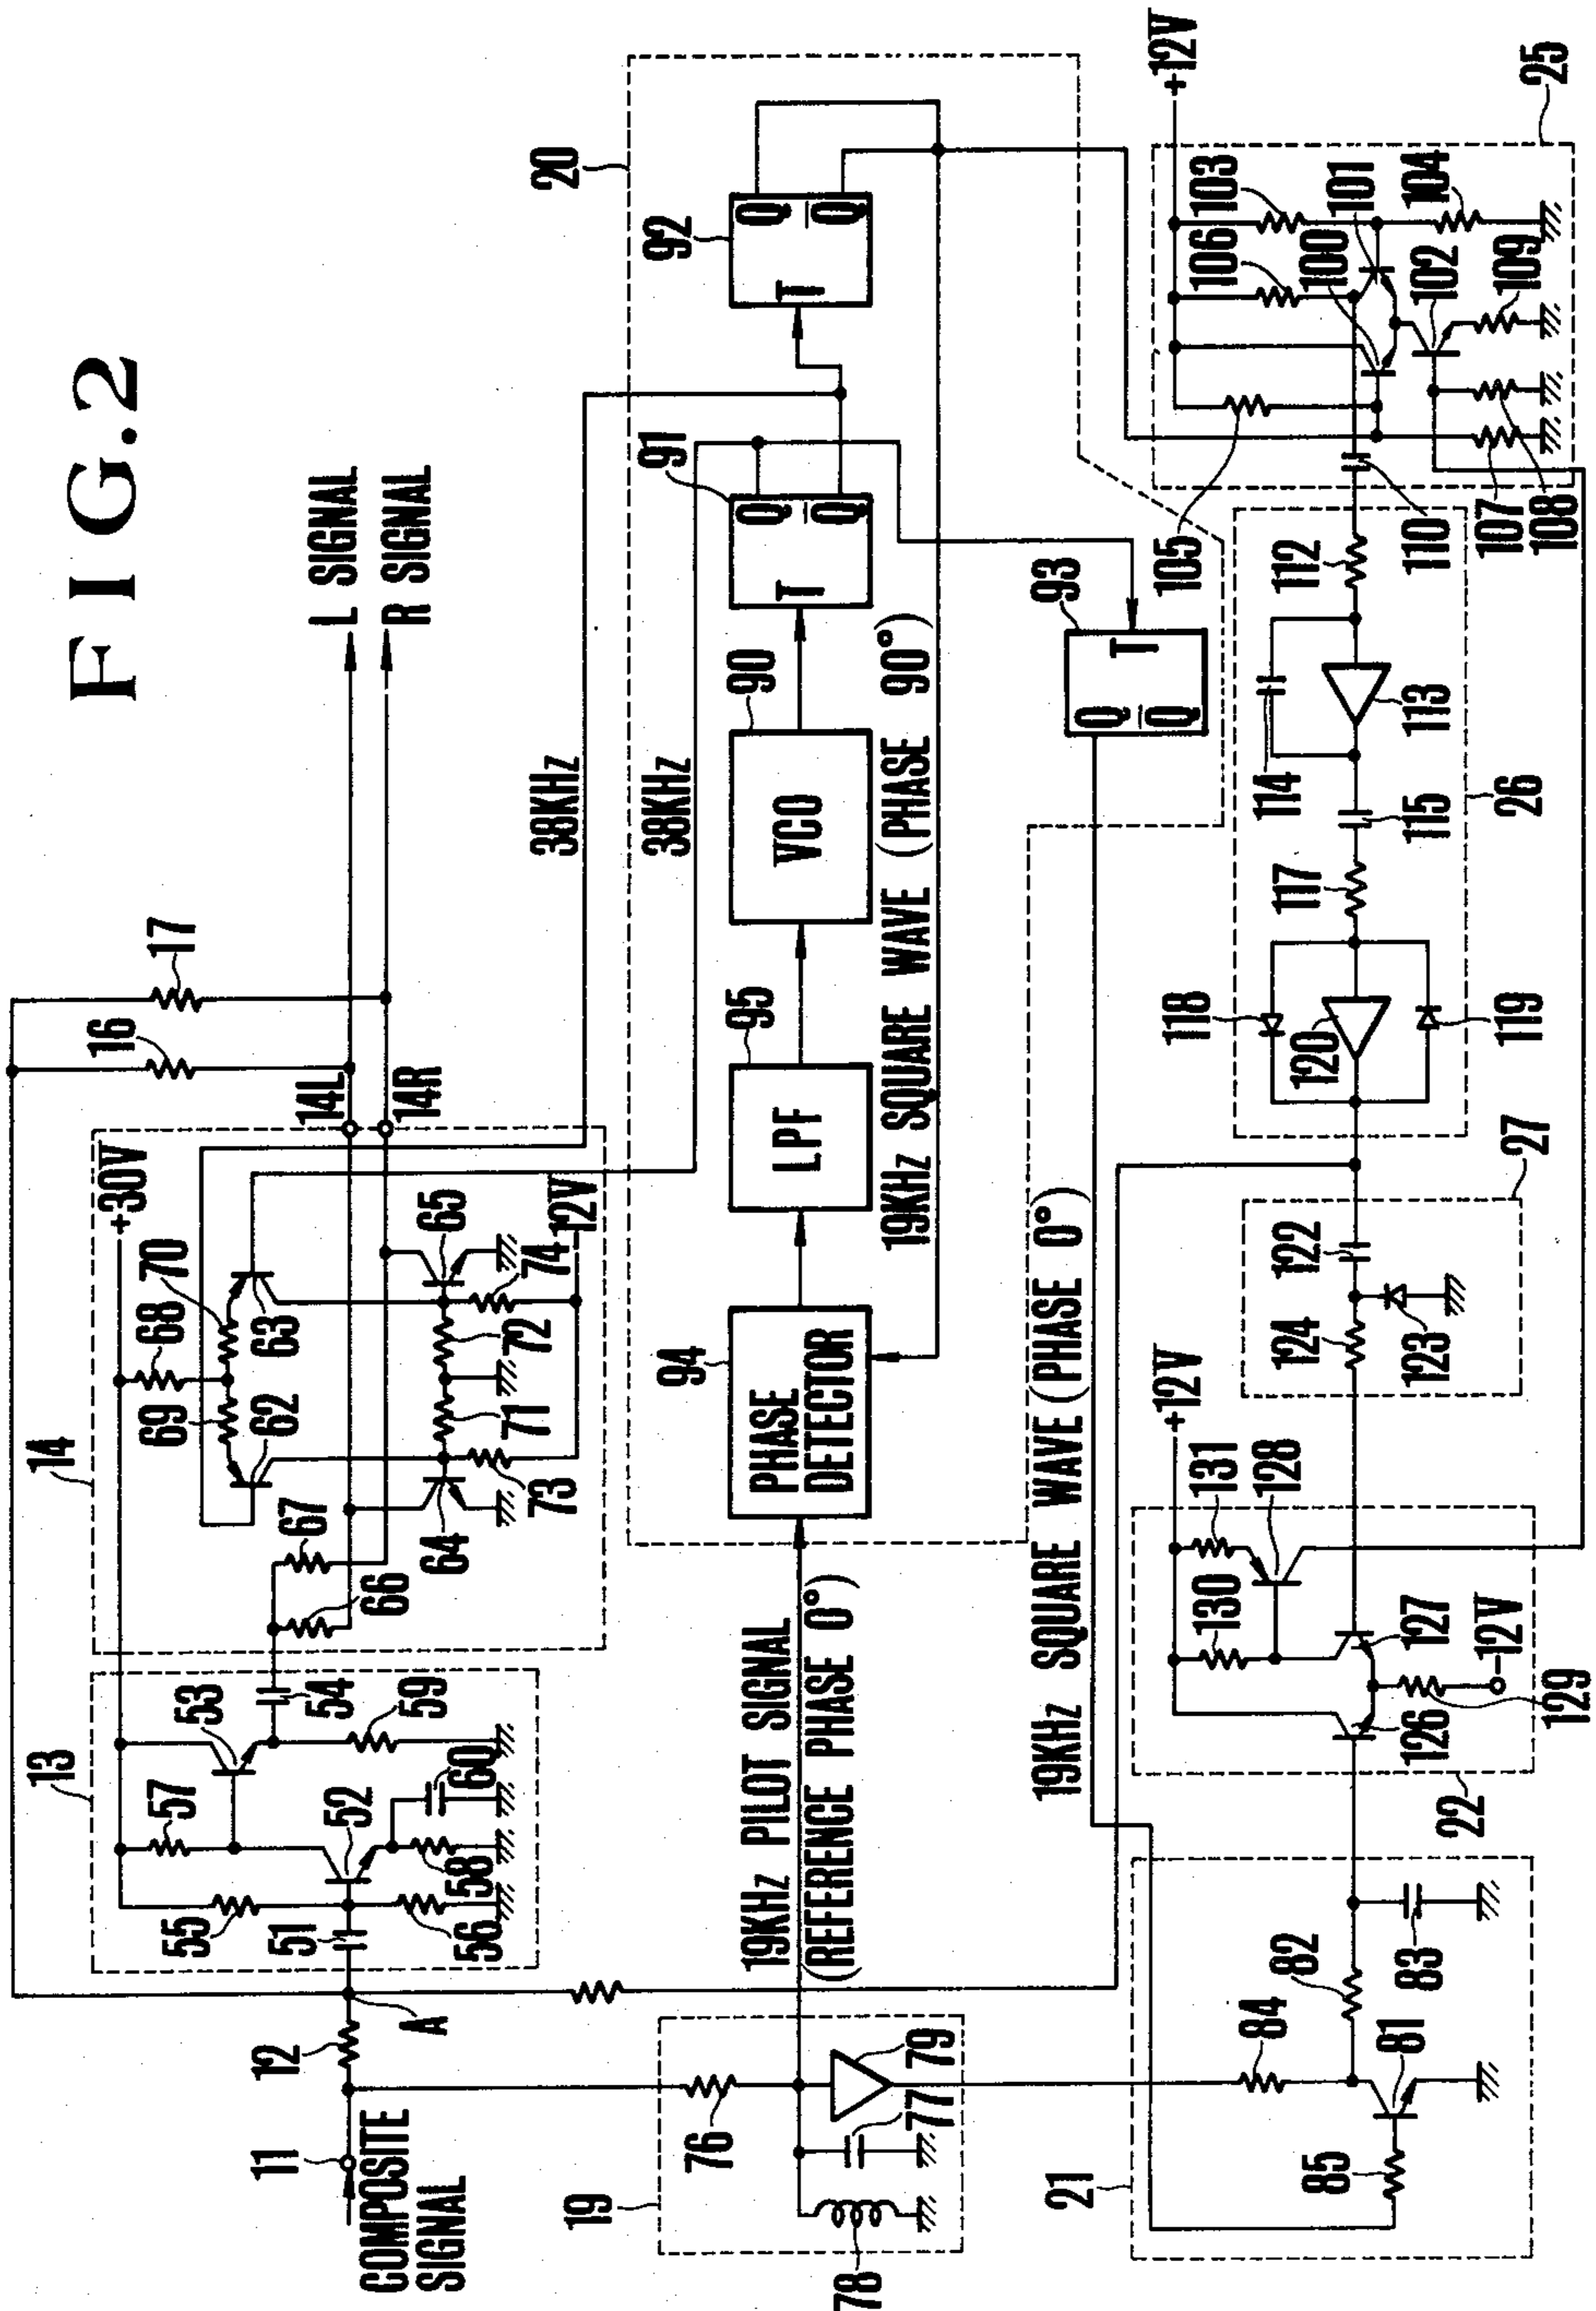 FIG.2
11
COMPOSITE
SIGNAL
12
A
13
55
57
51
52
53
54
56
58
60
59
14
+30V
68
69
70
62
63
67
66
64
65
71
72
73
74
12V
14L
14R
16
17
L SIGNAL
R SIGNAL
38KHz
38KHz
20
19
76
77
78
79
19KHz PILOT SIGNAL
(REFERENCE PHASE 0°)
94
PHASE
DETECTOR
95
LPF
90
VCO
91
T
Q
Q̅
92
T
Q
Q̅
19KHz SQUARE WAVE (PHASE 90°)
19KHz SQUARE WAVE (PHASE 0°)
93
Q
Q̅
T
21
84
82
81
83
85
22
+12V
130
131
128
126
127
129
-12V
27
124
122
123
26
118
120
119
117
115
114
113
112
110
25
+12V
105
106
103
100
101
102
104
107
108
109